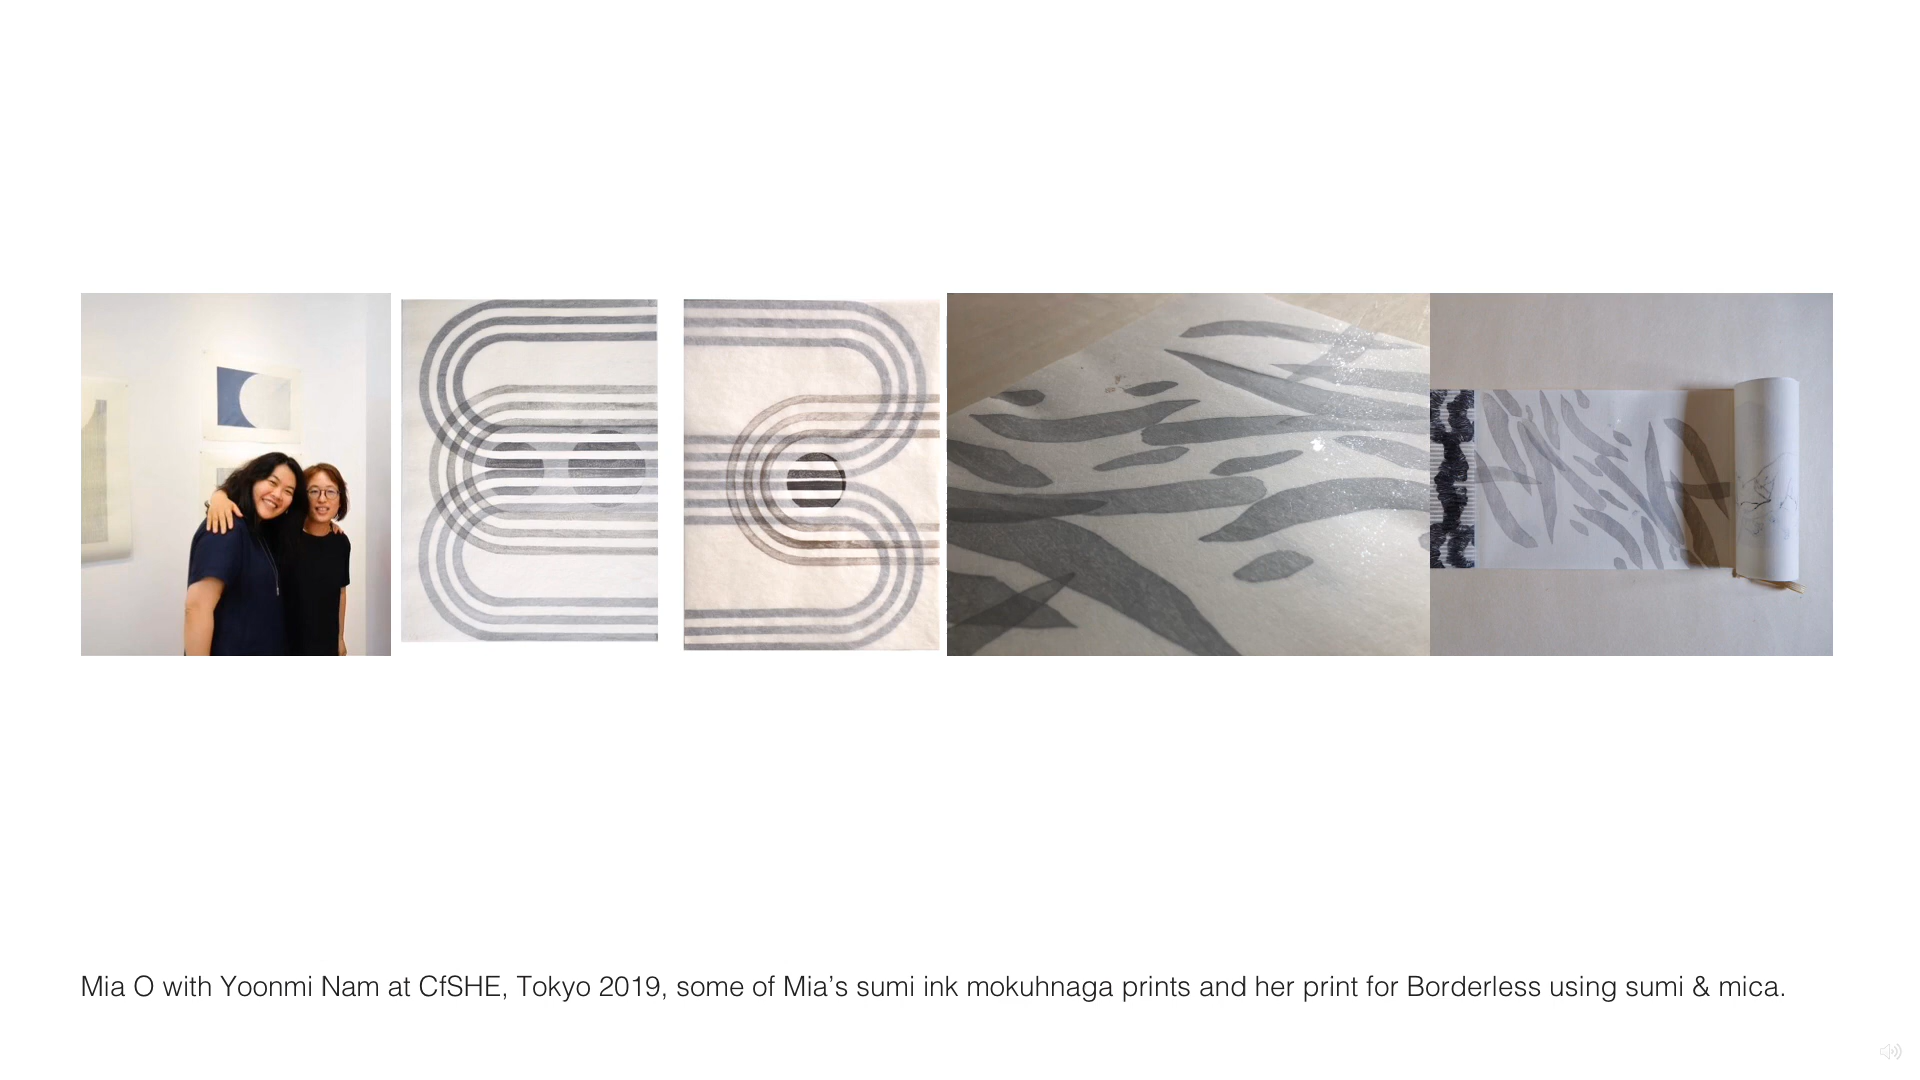 Mia O with Yoonmi Nam at CfSHE, Tokyo 2019, some of Mia’s sumi ink mokuhnaga prints and her print for Borderless using sumi & mica.